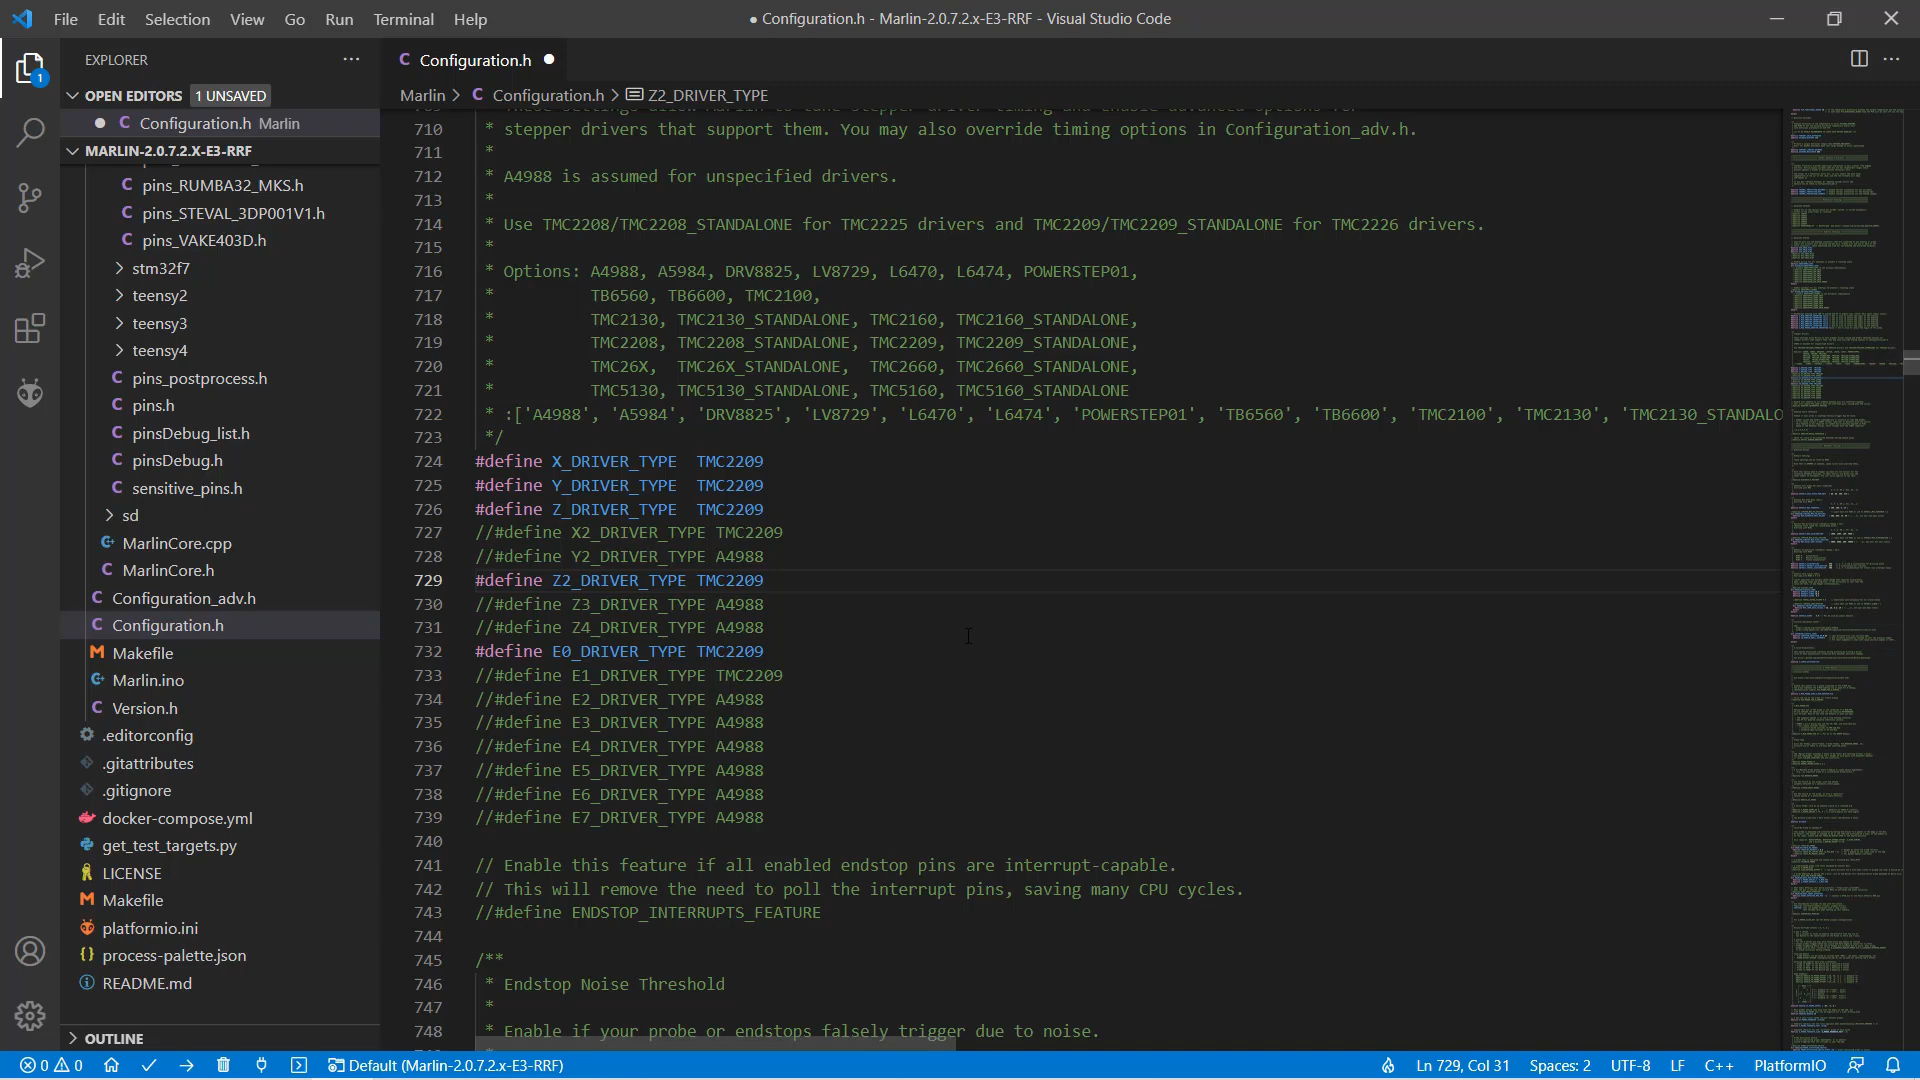 File Edit Selection View Go Run Terminal Help
● Configuration.h - Marlin-2.0.7.2.x-E3-RRF - Visual Studio Code
EXPLORER
OPEN EDITORS 1 UNSAVED
Configuration.h Marlin
MARLIN-2.0.7.2.X-E3-RRF
pins_RUMBA32_MKS.h
pins_STEVAL_3DP001V1.h
pins_VAKE403D.h
stm32f7
teensy2
teensy3
teensy4
pins_postprocess.h
pins.h
pinsDebug_list.h
pinsDebug.h
sensitive_pins.h
sd
MarlinCore.cpp
MarlinCore.h
Configuration_adv.h
Configuration.h
Makefile
Marlin.ino
Version.h
.editorconfig
.gitattributes
.gitignore
docker-compose.yml
get_test_targets.py
LICENSE
Makefile
platformio.ini
process-palette.json
README.md
OUTLINE
Configuration.h
Marlin > Configuration.h > Z2_DRIVER_TYPE
710 * stepper drivers that support them. You may also override timing options in Configuration_adv.h.
711 *
712 * A4988 is assumed for unspecified drivers.
713 *
714 * Use TMC2208/TMC2208_STANDALONE for TMC2225 drivers and TMC2209/TMC2209_STANDALONE for TMC2226 drivers.
715 *
716 * Options: A4988, A5984, DRV8825, LV8729, L6470, L6474, POWERSTEP01,
717 * TB6560, TB6600, TMC2100,
718 * TMC2130, TMC2130_STANDALONE, TMC2160, TMC2160_STANDALONE,
719 * TMC2208, TMC2208_STANDALONE, TMC2209, TMC2209_STANDALONE,
720 * TMC26X, TMC26X_STANDALONE, TMC2660, TMC2660_STANDALONE,
721 * TMC5130, TMC5130_STANDALONE, TMC5160, TMC5160_STANDALONE
722 * :['A4988', 'A5984', 'DRV8825', 'LV8729', 'L6470', 'L6474', 'POWERSTEP01', 'TB6560', 'TB6600', 'TMC2100', 'TMC2130', 'TMC2130_STANDALO
723 */
724 #define X_DRIVER_TYPE TMC2209
725 #define Y_DRIVER_TYPE TMC2209
726 #define Z_DRIVER_TYPE TMC2209
727 //#define X2_DRIVER_TYPE TMC2209
728 //#define Y2_DRIVER_TYPE A4988
729 #define Z2_DRIVER_TYPE TMC2209
730 //#define Z3_DRIVER_TYPE A4988
731 //#define Z4_DRIVER_TYPE A4988
732 #define E0_DRIVER_TYPE TMC2209
733 //#define E1_DRIVER_TYPE TMC2209
734 //#define E2_DRIVER_TYPE A4988
735 //#define E3_DRIVER_TYPE A4988
736 //#define E4_DRIVER_TYPE A4988
737 //#define E5_DRIVER_TYPE A4988
738 //#define E6_DRIVER_TYPE A4988
739 //#define E7_DRIVER_TYPE A4988
740
741 // Enable this feature if all enabled endstop pins are interrupt-capable.
742 // This will remove the need to poll the interrupt pins, saving many CPU cycles.
743 //#define ENDSTOP_INTERRUPTS_FEATURE
744
745 /**
746 * Endstop Noise Threshold
747 *
748 * Enable if your probe or endstops falsely trigger due to noise.
0 0 Default (Marlin-2.0.7.2.x-E3-RRF) Ln 729, Col 31 Spaces: 2 UTF-8 LF C++ PlatformIO